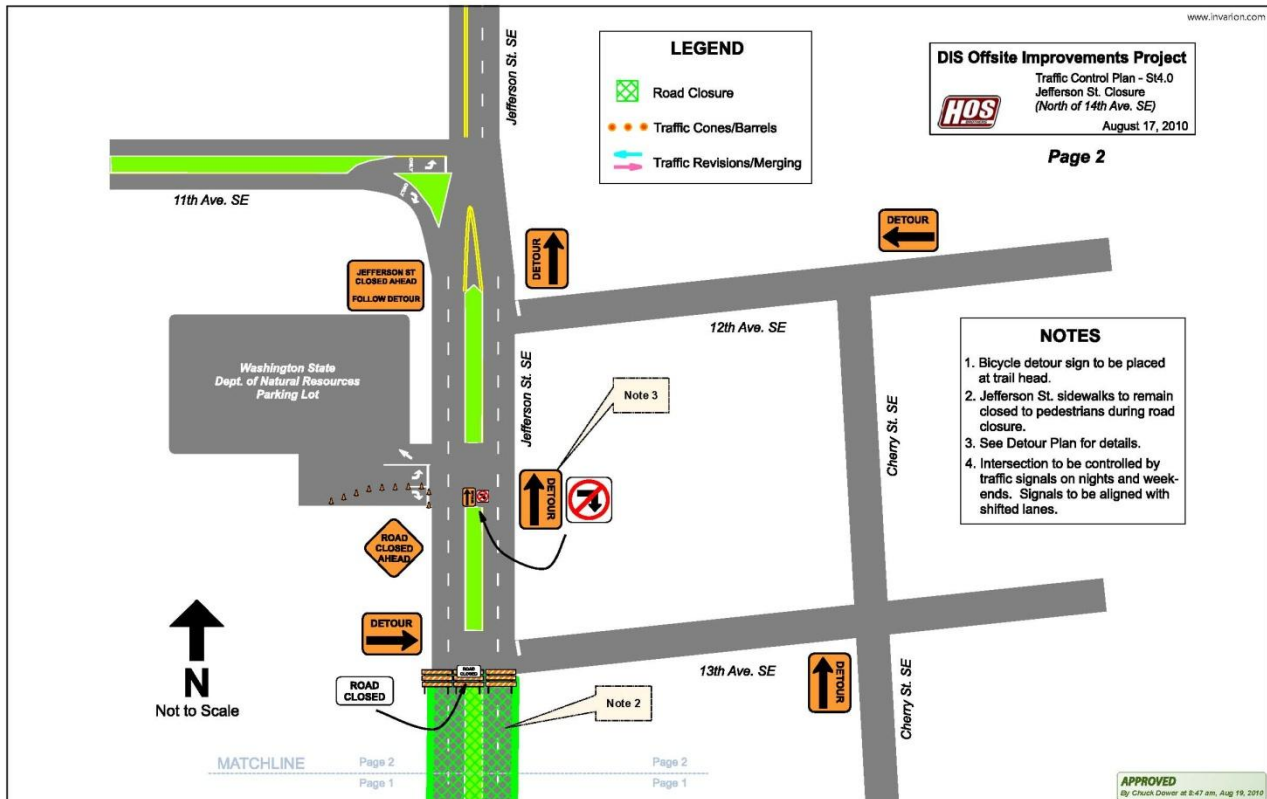 www.invarion.com
DIS Offsite Improvements Project
Traffic Control Plan - St4.0
Jefferson St. Closure
(North of 14th Ave. SE)
August 17, 2010
HOS
BROTHERS
Page 2
LEGEND
Road Closure
Traffic Cones/Barrels
Traffic Revisions/Merging
Jefferson St. SE
11th Ave. SE
ONLY
ONLY
JEFFERSON ST
CLOSED AHEAD
FOLLOW DETOUR
DETOUR
DETOUR
12th Ave. SE
Washington State
Dept. of Natural Resources
Parking Lot
Jefferson St. SE
Note 3
Cherry St. SE
NOTES
1. Bicycle detour sign to be placed
at trail head.
2. Jefferson St. sidewalks to remain
closed to pedestrians during road
closure.
3. See Detour Plan for details.
4. Intersection to be controlled by
traffic signals on nights and week-
ends. Signals to be aligned with
shifted lanes.
DETOUR
ROAD
CLOSED
AHEAD
DETOUR
13th Ave. SE
DETOUR
Cherry St. SE
ROAD
CLOSED
ROAD
CLOSED
Note 2
N
Not to Scale
MATCHLINE
Page 2
Page 2
Page 1
Page 1
APPROVED
By Chuck Dower at 8:47 am, Aug 19, 2010